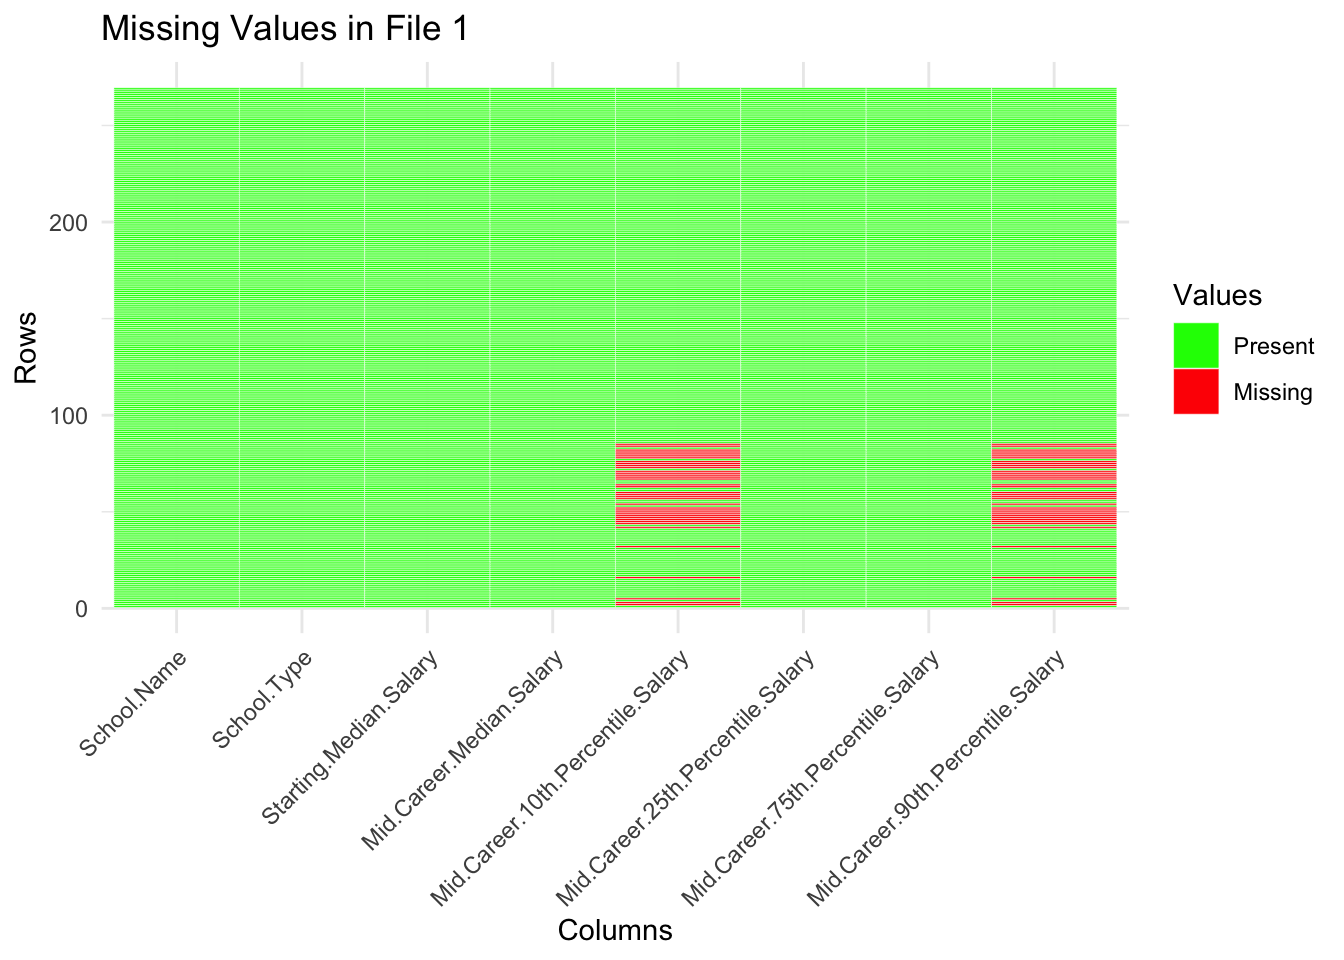 Missing Values in File 1
Rows
200
100
0
Values
Present
Missing
School.Name
School.Type
Starting.Median.Salary
Mid.Career.Median.Salary
Mid.Career.10th.Percentile.Salary
Mid.Career.25th.Percentile.Salary
Mid.Career.75th.Percentile.Salary
Mid.Career.90th.Percentile.Salary
Columns